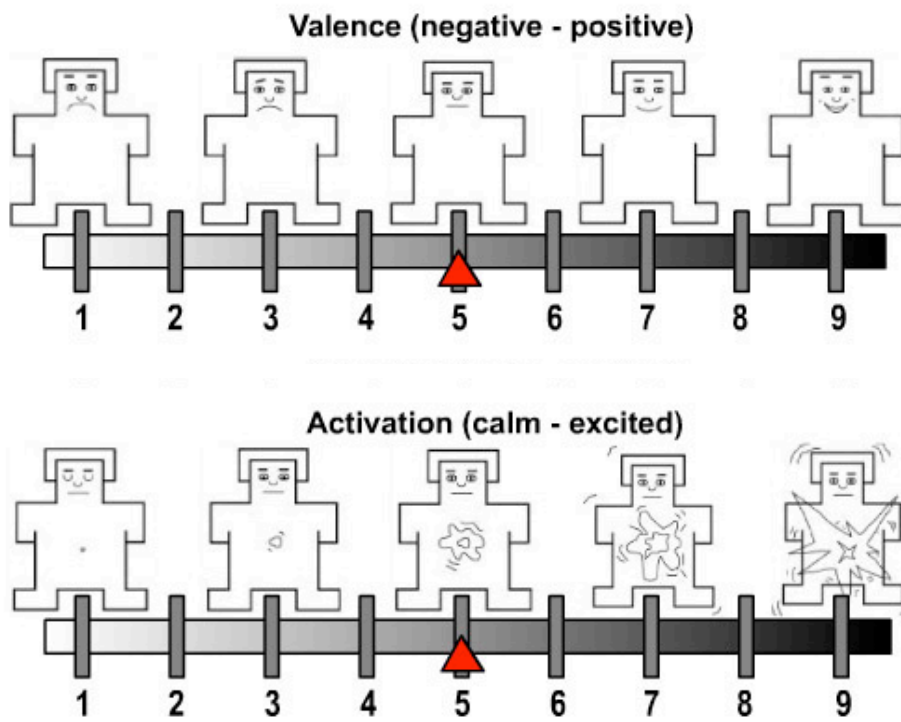 Valence (negative - positive)
1 2 3 4 5 6 7 8 9
Activation (calm - excited)
1 2 3 4 5 6 7 8 9